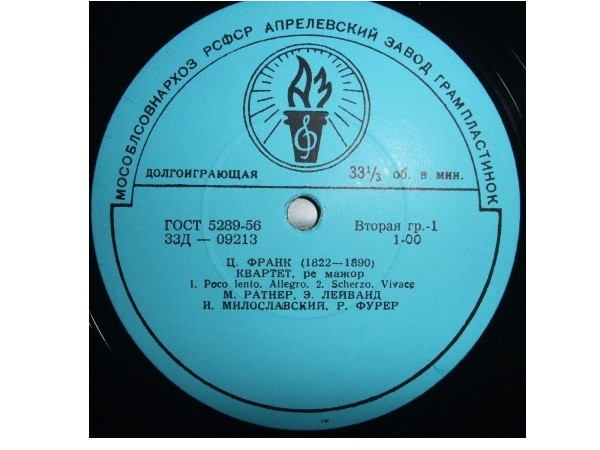 МОСОБЛСОВНАРХОЗ РСФСР АПРЕЛЕВСКИЙ ЗАВОД ГРАМПЛАСТИНОК
АЗ
ДОЛГОИГРАЮЩАЯ 33⅓ об. в мин.
ГОСТ 5289-56 Вторая гр.-1
33Д — 09213 1-00
Ц. ФРАНК (1822—1890)
КВАРТЕТ, ре мажор
1. Poco lento. Allegro. 2. Scherzo. Vivace
М. РАТНЕР, Э. ЛЕЙВАНД
И. МИЛОСЛАВСКИЙ, Р. ФУРЕР